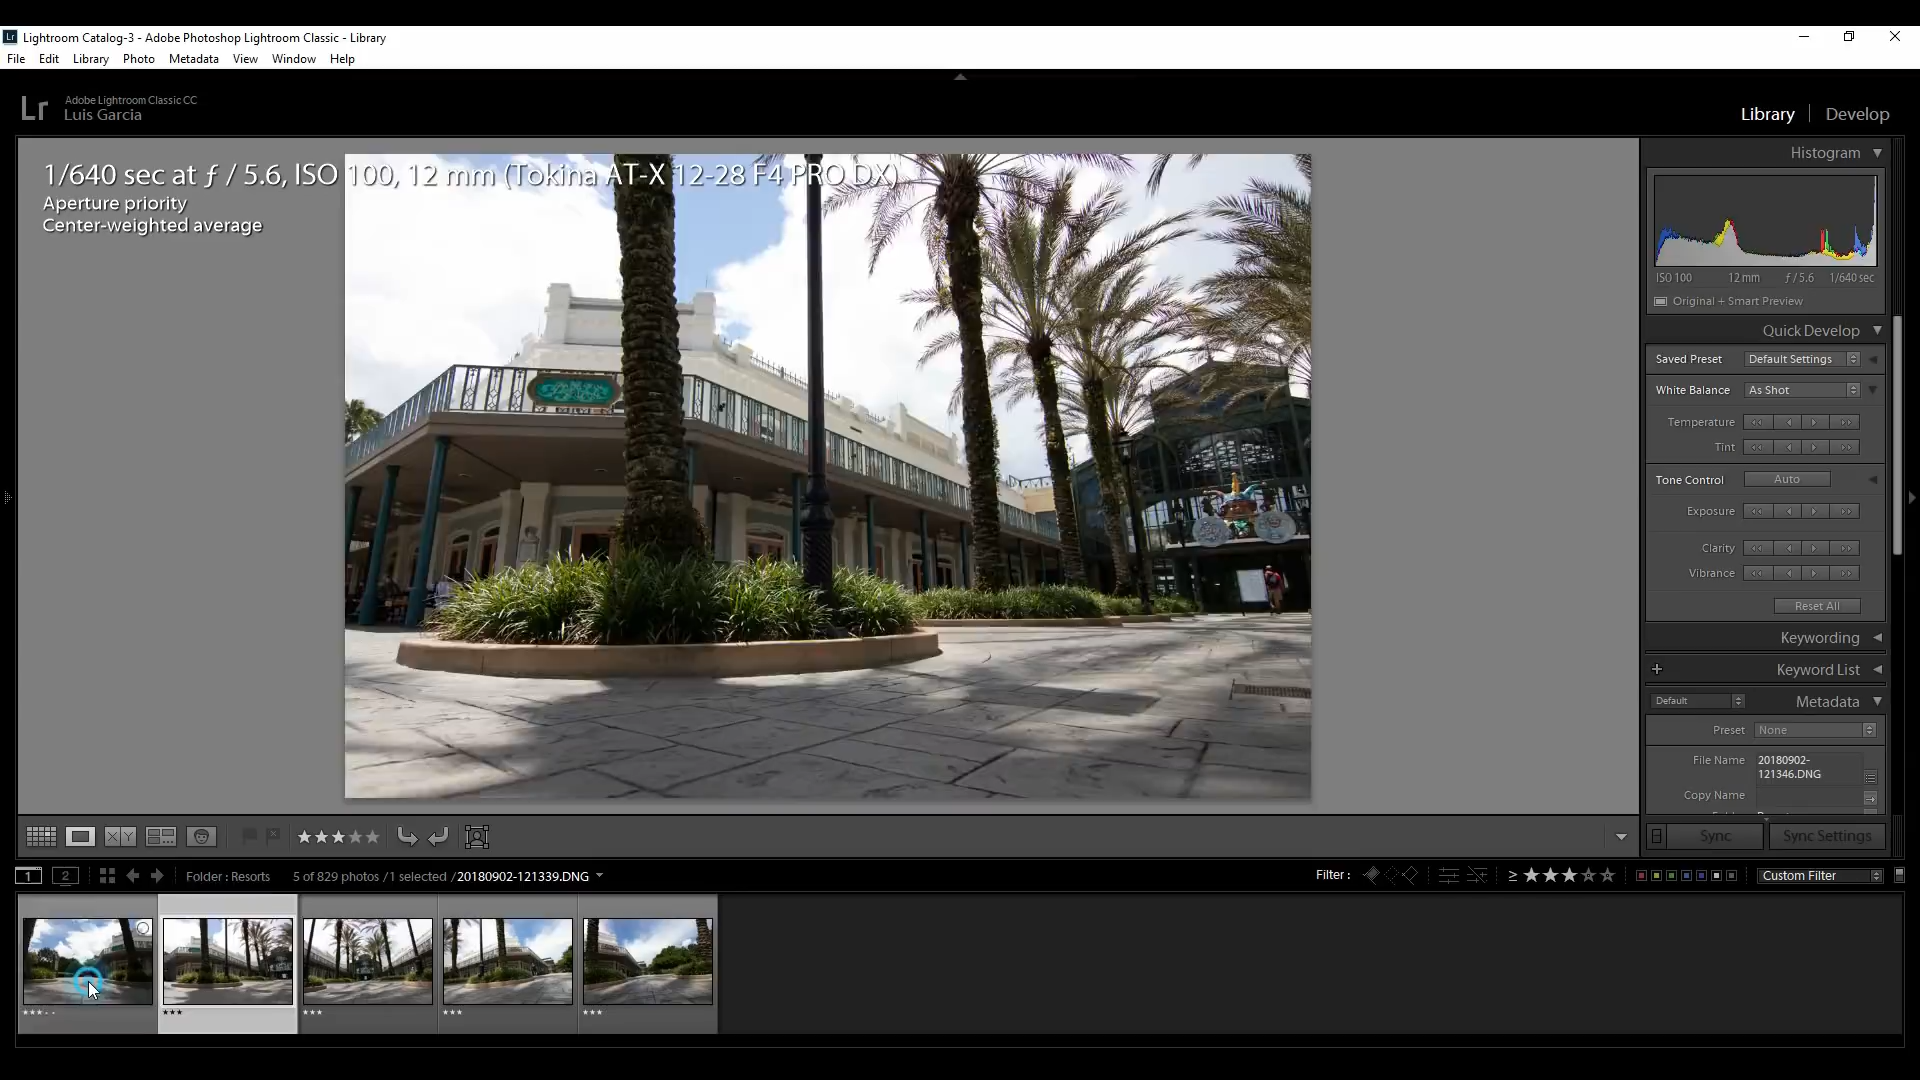 Lightroom Catalog-3 - Adobe Photoshop Lightroom Classic - Library
File Edit Library Photo Metadata View Window Help
Lr Adobe Lightroom Classic CC
Luis Garcia
Library | Develop
1/640 sec at ƒ / 5.6, ISO 100, 12 mm (Tokina AT-X 12-28 F4 PRO DX)
Aperture priority
Center-weighted average
Histogram
ISO 100 12 mm ƒ / 5.6 1/640 sec
Original + Smart Preview
Quick Develop
Saved Preset Default Settings
White Balance As Shot
Temperature
Tint
Tone Control Auto
Exposure
Clarity
Vibrance
Reset All
Keywording
+ Keyword List
Default Metadata
Preset None
File Name 20180902-
121346.DNG
Copy Name
X Y
Sync Sync Settings
1 2 Folder : Resorts 5 of 829 photos / 1 selected / 20180902-121339.DNG Filter : ≥ ★★★☆☆ Custom Filter